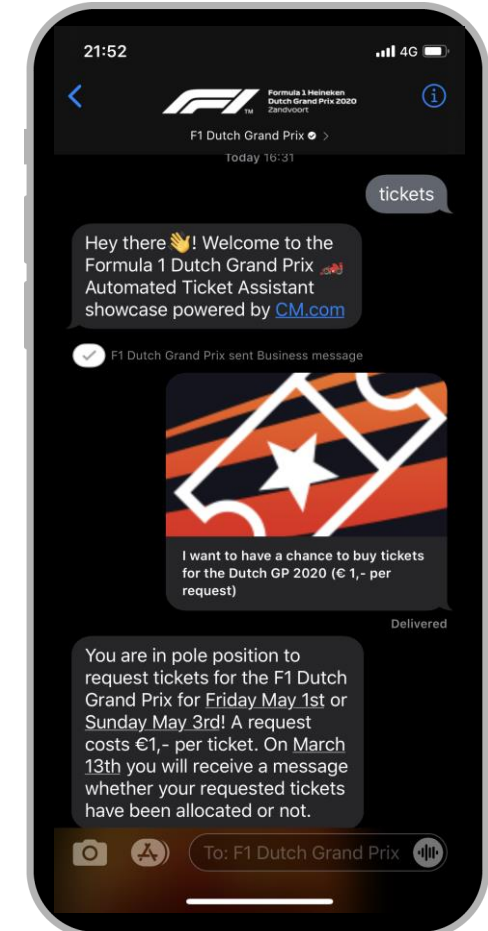 21:52
4G
Formula 1 Heineken
Dutch Grand Prix 2020
Zandvoort
TM
F1 Dutch Grand Prix
Today 16:31
tickets
Hey there 👋! Welcome to the
Formula 1 Dutch Grand Prix 🏎️
Automated Ticket Assistant
showcase powered by CM.com
F1 Dutch Grand Prix sent Business message
I want to have a chance to buy tickets
for the Dutch GP 2020 (€ 1,- per
request)
Delivered
You are in pole position to
request tickets for the F1 Dutch
Grand Prix for Friday May 1st or
Sunday May 3rd! A request
costs €1,- per ticket. On March
13th you will receive a message
whether your requested tickets
have been allocated or not.
To: F1 Dutch Grand Prix